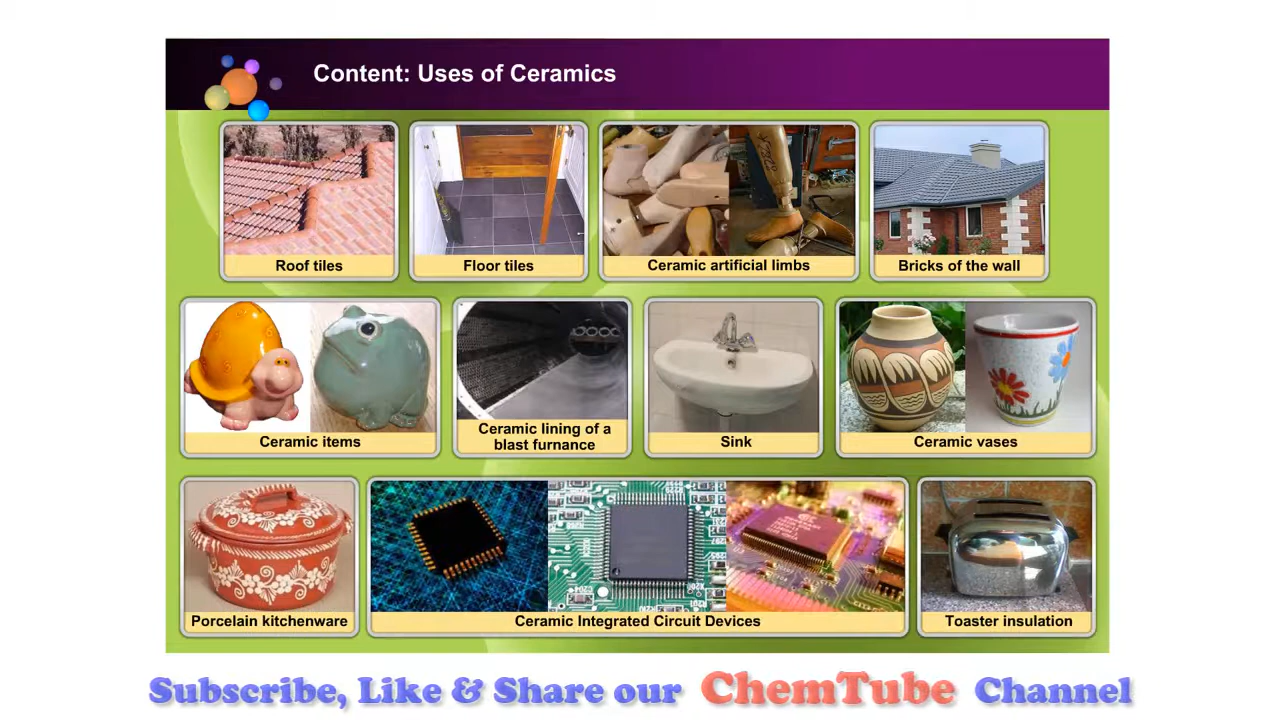 Content: Uses of Ceramics
Roof tiles
Floor tiles
Ceramic artificial limbs
Bricks of the wall
Ceramic items
Ceramic lining of a
blast furnance
Sink
Ceramic vases
Porcelain kitchenware
Ceramic Integrated Circuit Devices
Toaster insulation
Subscribe, Like & Share our ChemTube Channel